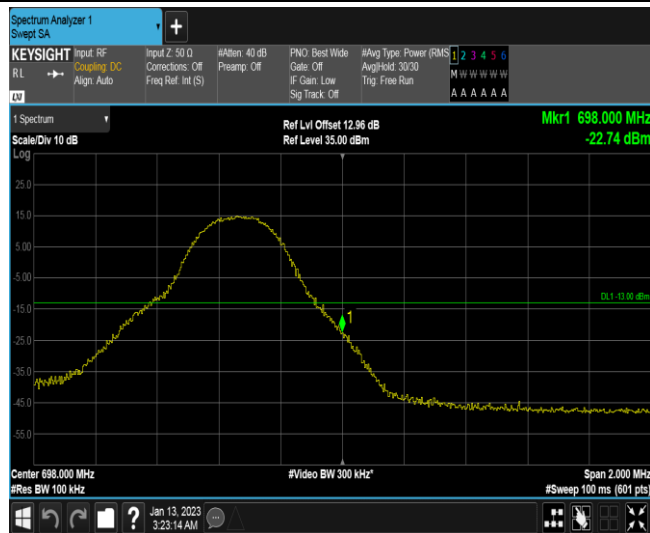 Spectrum Analyzer 1
Swept SA
+
KEYSIGHT
RL
Input: RF
Coupling: DC
Align: Auto
Input Z: 50 Ω
Corrections: Off
Freq Ref: Int (S)
#Atten: 40 dB
Preamp: Off
PNO: Best Wide
Gate: Off
IF Gain: Low
Sig Track: Off
#Avg Type: Power (RMS
Avg|Hold: 30/30
Trig: Free Run
1 2 3 4 5 6
M W W W W W
A A A A A A
LXI
1 Spectrum
Scale/Div 10 dB
Log
Ref Lvl Offset 12.96 dB
Ref Level 35.00 dBm
Mkr1 698.000 MHz
-22.74 dBm
25.0
15.0
5.00
-5.00
-15.0
-25.0
-35.0
-45.0
-55.0
DL1 -13.00 dBm
1
Center 698.000 MHz
#Res BW 100 kHz
#Video BW 300 kHz*
Span 2.000 MHz
#Sweep 100 ms (601 pts)
?
Jan 13, 2023
3:23:14 AM